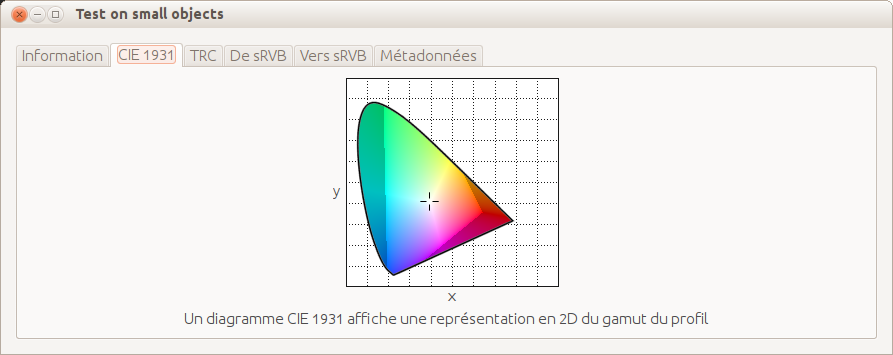 Test on small objects
Information CIE 1931 TRC De sRVB Vers sRVB Métadonnées
y
x
Un diagramme CIE 1931 affiche une représentation en 2D du gamut du profil